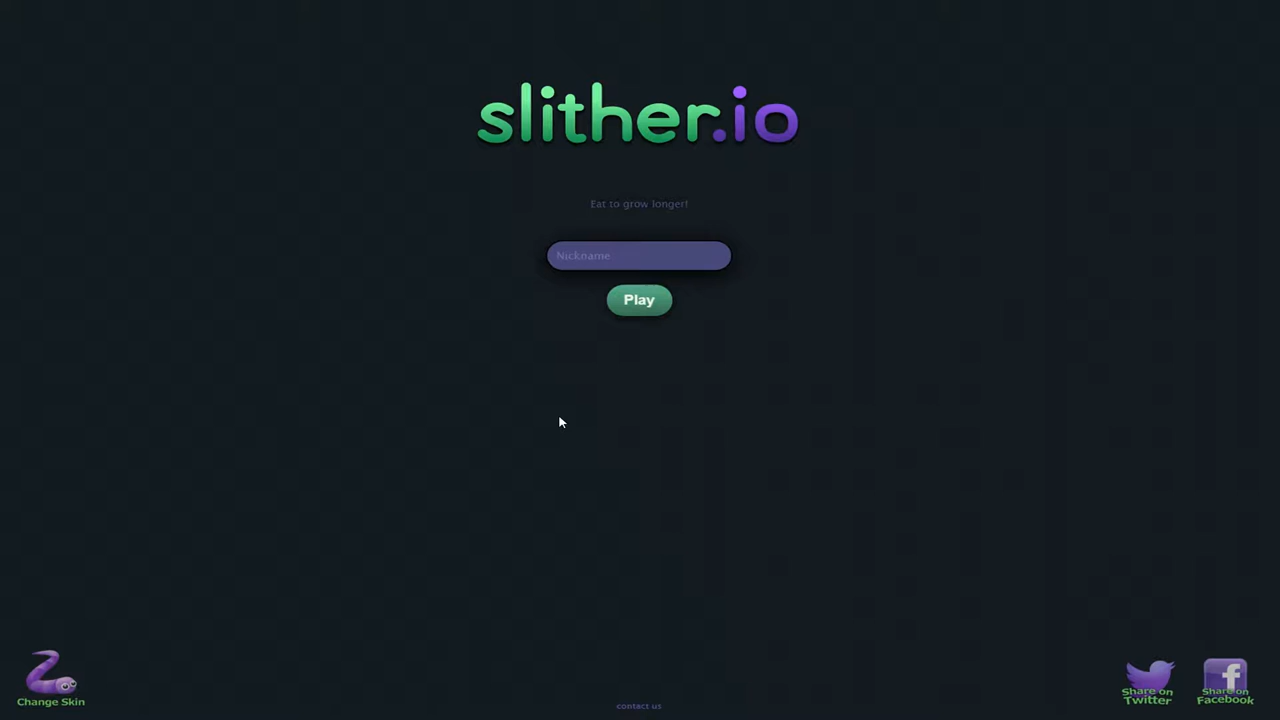 slither.io
Eat to grow longer!
Nickname
Play
Change Skin
Share on
Twitter
Share on
Facebook
contact us